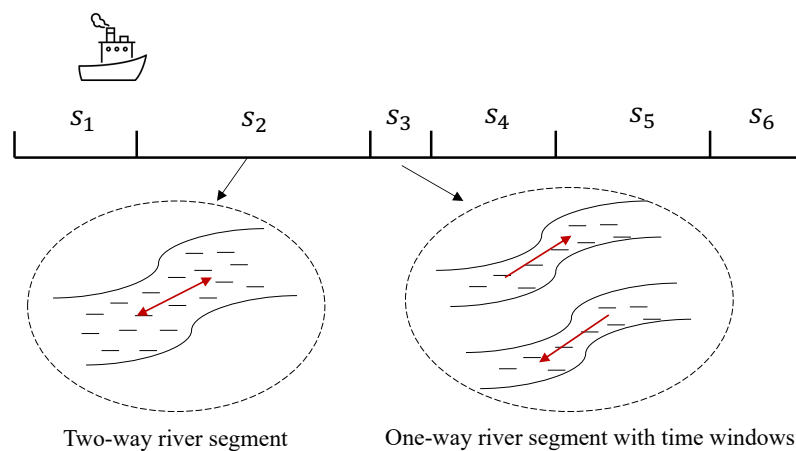 s₁ s₂ s₃ s₄ s₅ s₆
Two-way river segment
One-way river segment with time windows